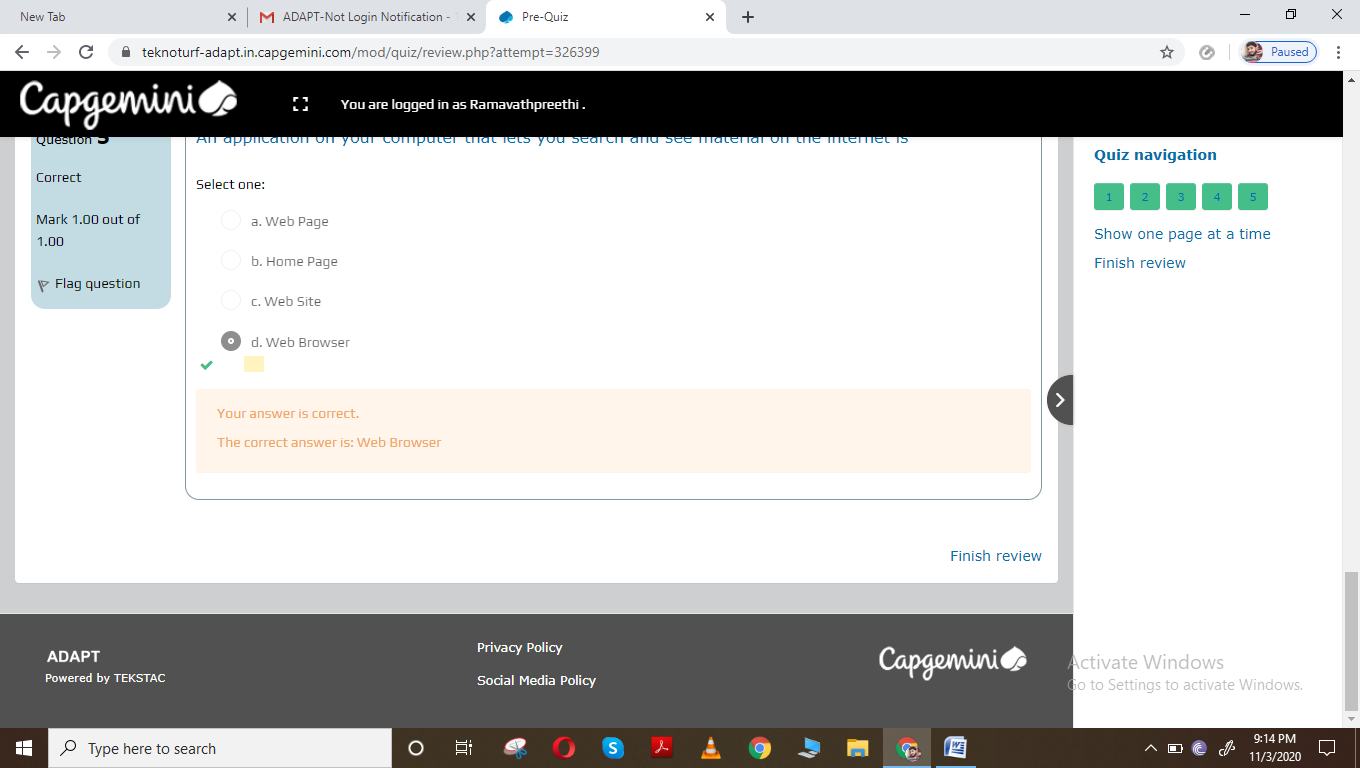 New Tab
ADAPT-Not Login Notification -
Pre-Quiz
teknoturf-adapt.in.capgemini.com/mod/quiz/review.php?attempt=326399
Paused
Capgemini
You are logged in as Ramavathpreethi .
Question 5
An application on your computer that lets you search and see material on the Internet is
Correct
Mark 1.00 out of
1.00
Flag question
Select one:
a. Web Page
b. Home Page
c. Web Site
d. Web Browser
Your answer is correct.
The correct answer is: Web Browser
Finish review
Quiz navigation
1 2 3 4 5
Show one page at a time
Finish review
ADAPT
Powered by TEKSTAC
Privacy Policy
Social Media Policy
Capgemini
Activate Windows
Go to Settings to activate Windows.
Type here to search
9:14 PM
11/3/2020